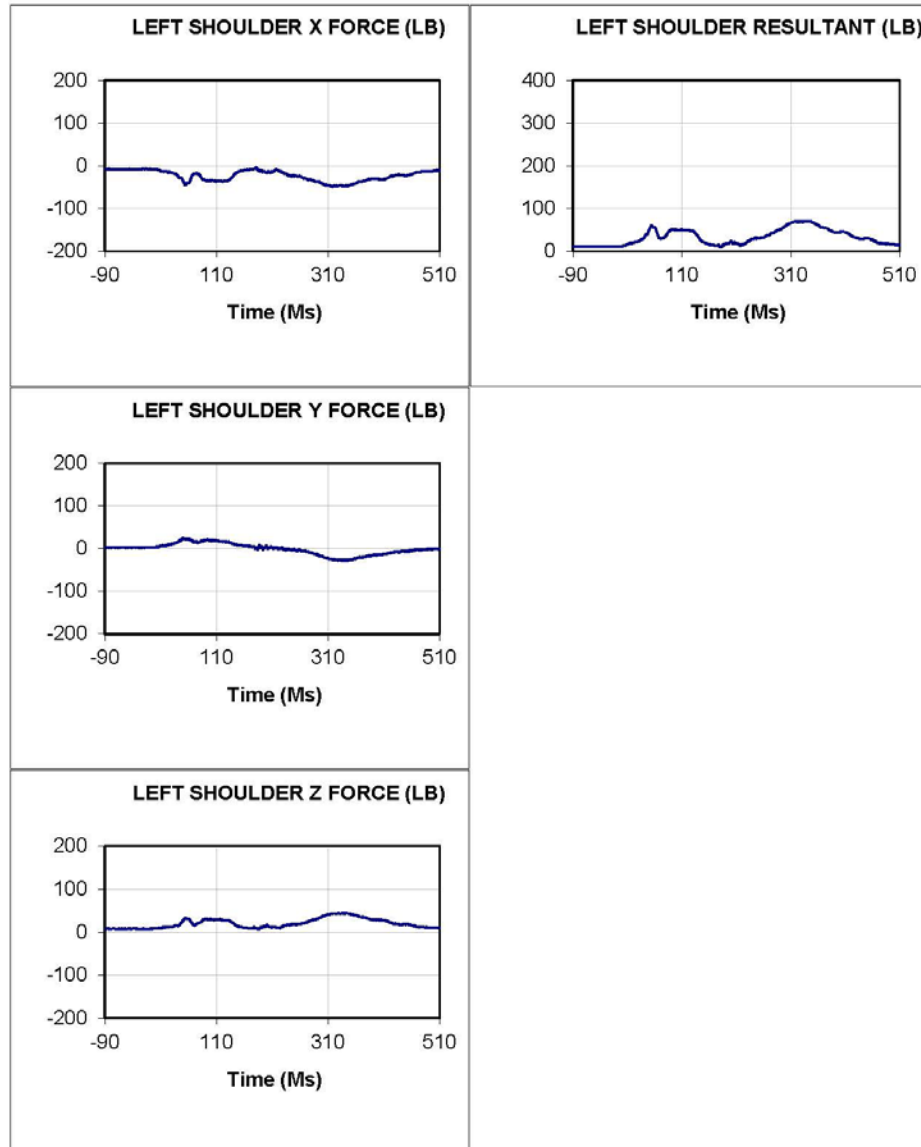 LEFT SHOULDER X FORCE (LB)
200
100
0
-100
-200
-90 110 310 510
Time (Ms)
LEFT SHOULDER RESULTANT (LB)
400
300
200
100
0
-90 110 310 510
Time (Ms)
LEFT SHOULDER Y FORCE (LB)
200
100
0
-100
-200
-90 110 310 510
Time (Ms)
LEFT SHOULDER Z FORCE (LB)
200
100
0
-100
-200
-90 110 310 510
Time (Ms)